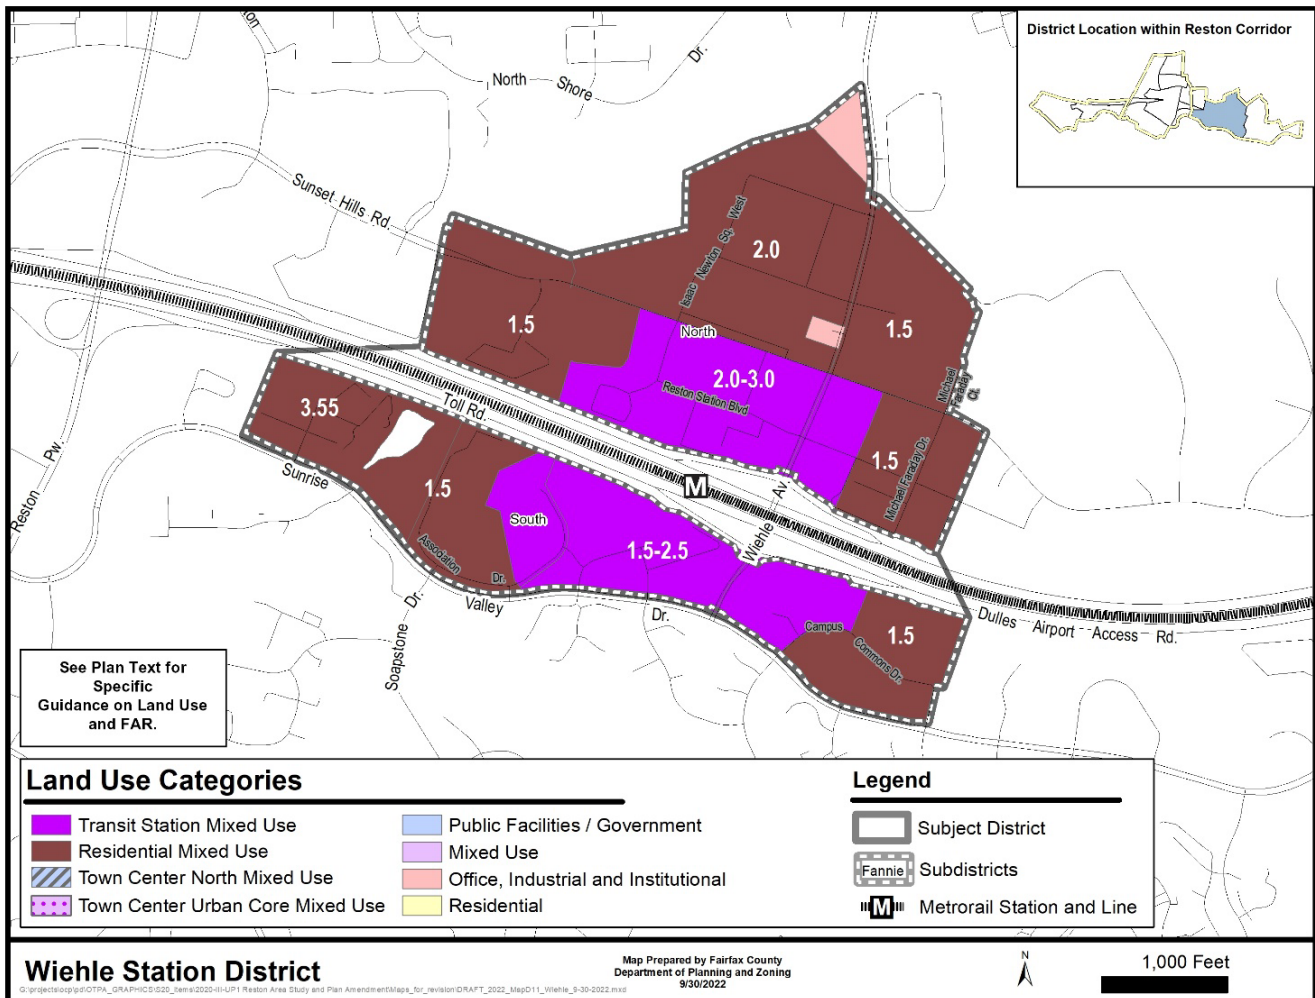 District Location within Reston Corridor
North
Shore
Dr.
Sunset Hills Rd.
Isaac Newton Sq. West
2.0
1.5
North
1.5
2.0-3.0
Reston Station Blvd
Michael
Faraday
Ct.
3.55
Toll Rd.
1.5
Michael Faraday Dr.
Reston Pw.
Sunrise
1.5
M
South
Wiehle Av.
1.5-2.5
Association
Dr.
Valley
Dr.
Soapstone Dr.
Campus
Commons Dr.
1.5
Dulles Airport Access Rd.
See Plan Text for
Specific
Guidance on Land Use
and FAR.
Land Use Categories
Transit Station Mixed Use
Residential Mixed Use
Town Center North Mixed Use
Town Center Urban Core Mixed Use
Public Facilities / Government
Mixed Use
Office, Industrial and Institutional
Residential
Legend
Subject District
Fannie
Subdistricts
M
Metrorail Station and Line
Wiehle Station District
Map Prepared by Fairfax County
Department of Planning and Zoning
9/30/2022
N
1,000 Feet